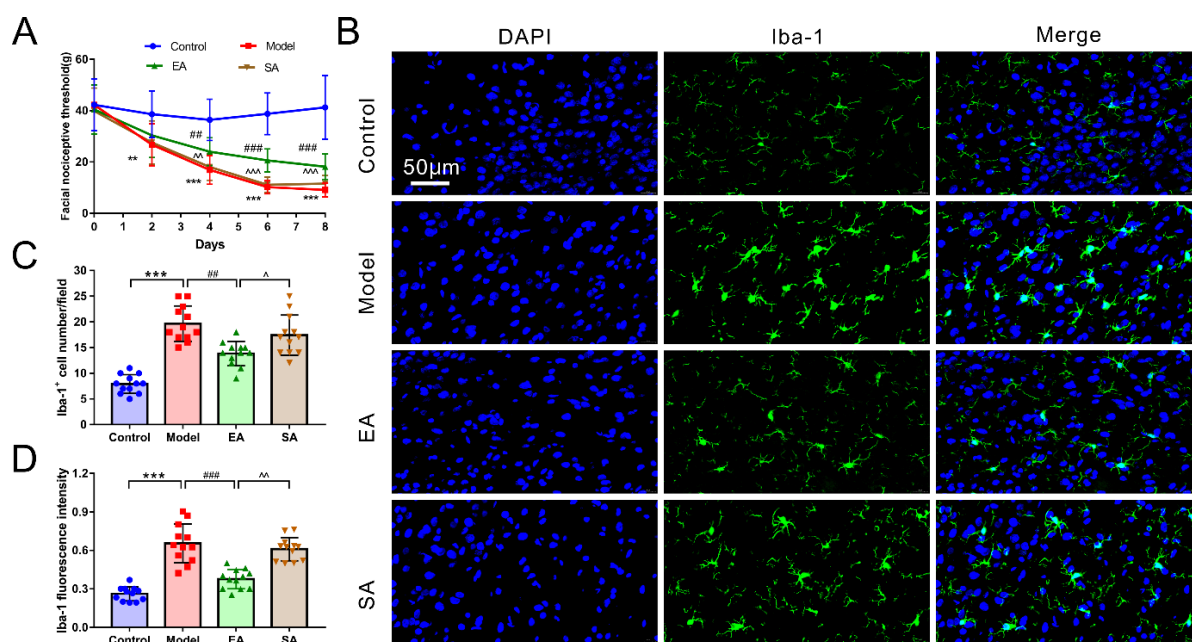 A
Control
Model
EA
SA
Facial nociceptive threshold(g)
60
40
20
0
##
###
###
^^
^^^
^^^
**
***
***
***
0 1 2 3 4 5 6 7 8
Days
B
DAPI
Iba-1
Merge
Control
50μm
Model
EA
SA
C
Iba-1+ cell number/field
30
25
20
15
10
5
0
***
##
^
Control Model EA SA
D
Iba-1 fluorescence intensity
1.2
0.9
0.6
0.3
0.0
***
###
^^
Control Model EA SA